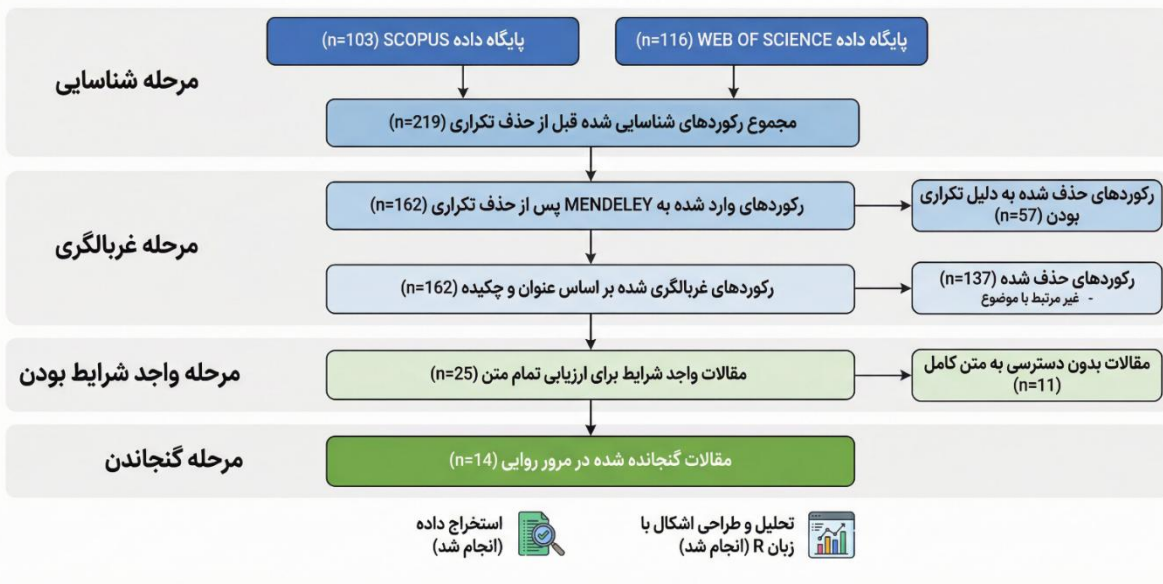 مرحله شناسایی
پایگاه داده SCOPUS (n=103)
پایگاه داده WEB OF SCIENCE (n=116)
مجموع رکوردهای شناسایی شده قبل از حذف تکراری (n=219)
مرحله غربالگری
رکوردهای وارد شده به MENDELEY پس از حذف تکراری (n=162)
رکوردهای حذف شده به دلیل تکراری
بودن (n=57)
رکوردهای غربالگری شده بر اساس عنوان و چکیده (n=162)
رکوردهای حذف شده (n=137)
- غیر مرتبط با موضوع
مرحله واجد شرایط بودن
مقالات واجد شرایط برای ارزیابی تمام متن (n=25)
مقالات بدون دسترسی به متن کامل
(n=11)
مرحله گنجاندن
مقالات گنجانده شده در مرور روایی (n=14)
تحلیل و طراحی اشکال با
زبان R (انجام شد)
استخراج داده
(انجام شد)